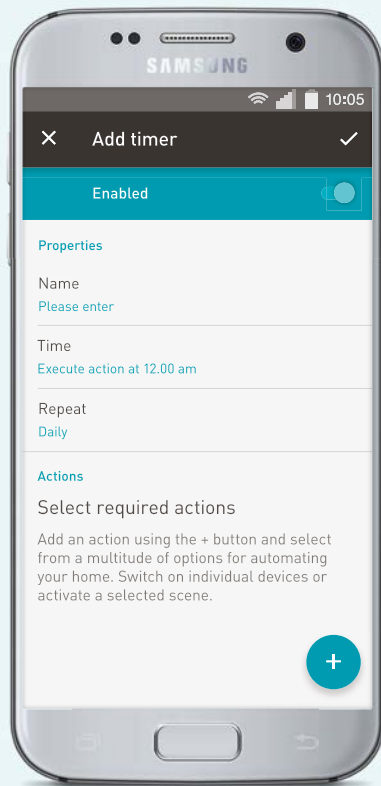 SAMSUNG
10:05
Add timer
Enabled
Properties
Name
Please enter
Time
Execute action at 12.00 am
Repeat
Daily
Actions
Select required actions
Add an action using the + button and select
from a multitude of options for automating
your home. Switch on individual devices or
activate a selected scene.
+